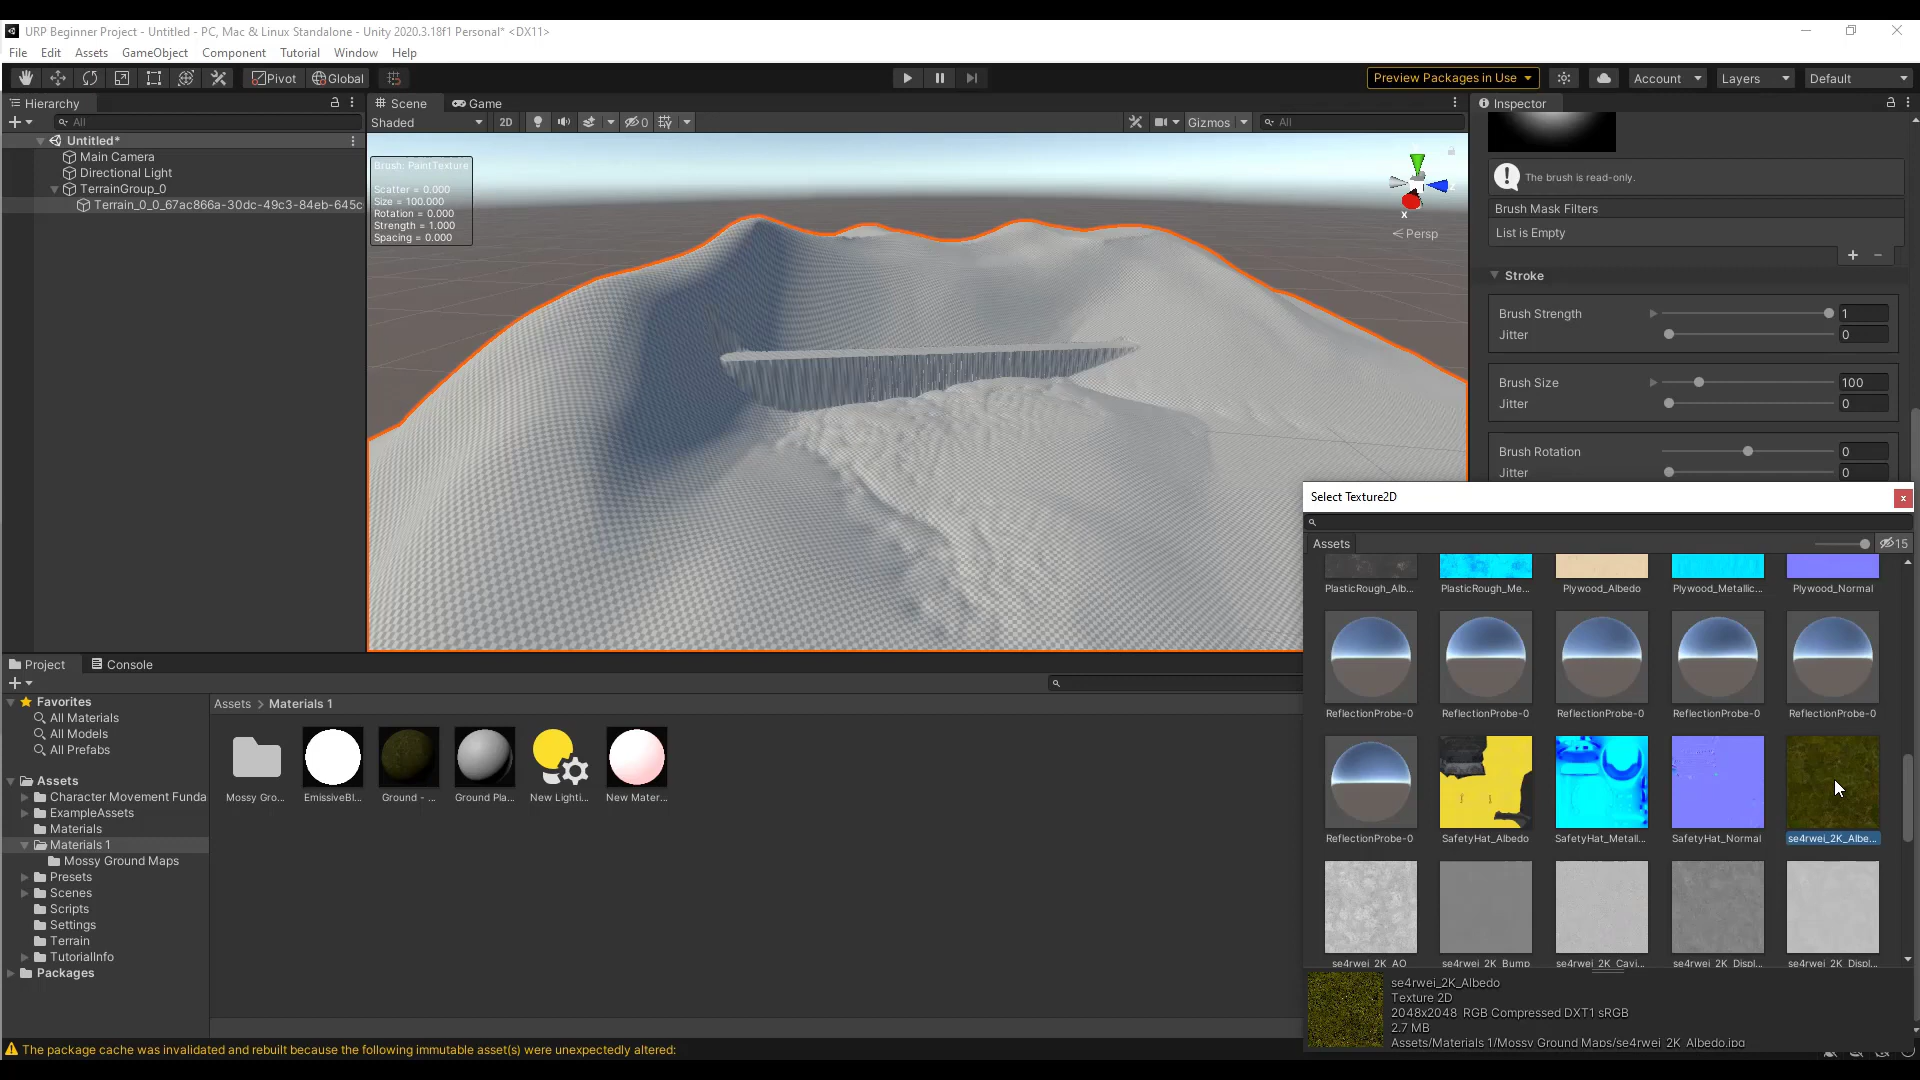 URP Beginner Project - Untitled - PC, Mac & Linux Standalone - Unity 2020.3.18f1 Personal* <DX11>
File Edit Assets GameObject Component Tutorial Window Help
Pivot Global Preview Packages in Use Account Layers Default
Hierarchy Scene Game Inspector
All Shaded 2D 0 Gizmos All
Untitled*
Main Camera
Directional Light
TerrainGroup_0
Terrain_0_0_67ac866a-30dc-49c3-84eb-645c
Brush: PaintTexture
Scatter = 0.000
Size = 100.000
Rotation = 0.000
Strength = 1.000
Spacing = 0.000
x
Persp
The brush is read-only.
Brush Mask Filters
List is Empty
Stroke
Brush Strength 1
Jitter 0
Brush Size 100
Jitter 0
Brush Rotation 0
Jitter 0
Select Texture2D
Assets 15
PlasticRough_Alb... PlasticRough_Me... Plywood_Albedo Plywood_Metallic... Plywood_Normal
ReflectionProbe-0 ReflectionProbe-0 ReflectionProbe-0 ReflectionProbe-0 ReflectionProbe-0
ReflectionProbe-0 SafetyHat_Albedo SafetyHat_Metall... SafetyHat_Normal se4rwei_2K_Albe...
se4rwei_2K_AO se4rwei_2K_Bump se4rwei_2K_Cavi... se4rwei_2K_Displ... se4rwei_2K_Displ...
se4rwei_2K_Albedo
Texture 2D
2048x2048 RGB Compressed DXT1 sRGB
2.7 MB
Assets/Materials 1/Mossy Ground Maps/se4rwei_2K_Albedo.jpg
Project Console
Favorites
All Materials
All Models
All Prefabs
Assets
Character Movement Funda
ExampleAssets
Materials
Materials 1
Mossy Ground Maps
Presets
Scenes
Scripts
Settings
Terrain
TutorialInfo
Packages
Assets > Materials 1
Mossy Gro... EmissiveBl... Ground - ... Ground Pla... New Lighti... New Mater...
The package cache was invalidated and rebuilt because the following immutable asset(s) were unexpectedly altered: